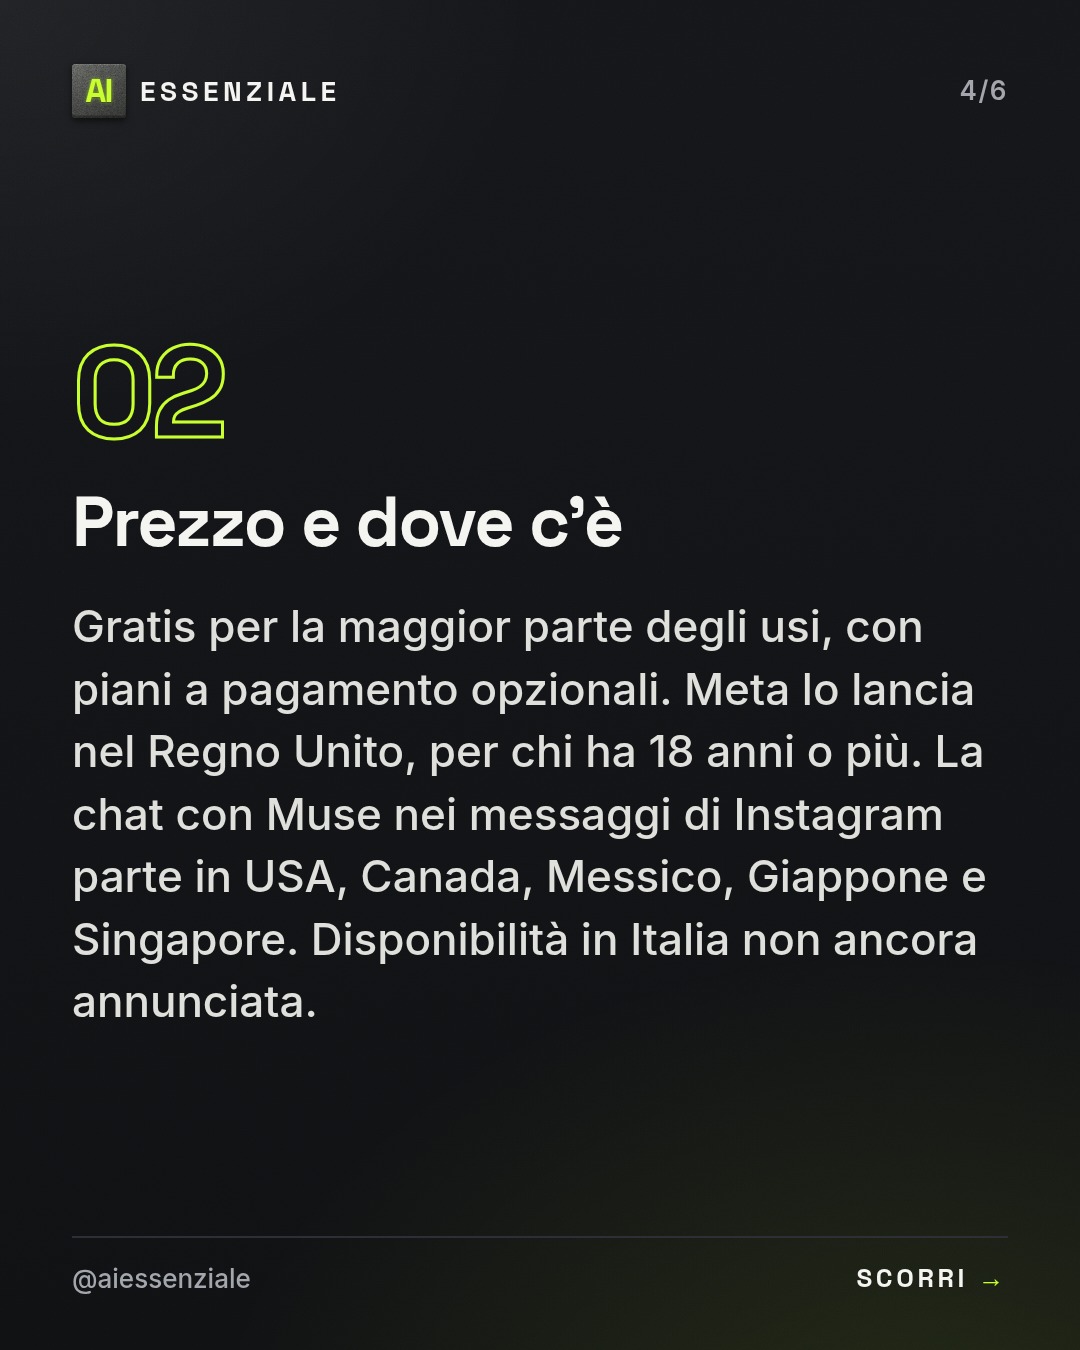 AI ESSENZIALE
4/6
02
Prezzo e dove c’è
Gratis per la maggior parte degli usi, con
piani a pagamento opzionali. Meta lo lancia
nel Regno Unito, per chi ha 18 anni o più. La
chat con Muse nei messaggi di Instagram
parte in USA, Canada, Messico, Giappone e
Singapore. Disponibilità in Italia non ancora
annunciata.
@aiessenziale
SCORRI →